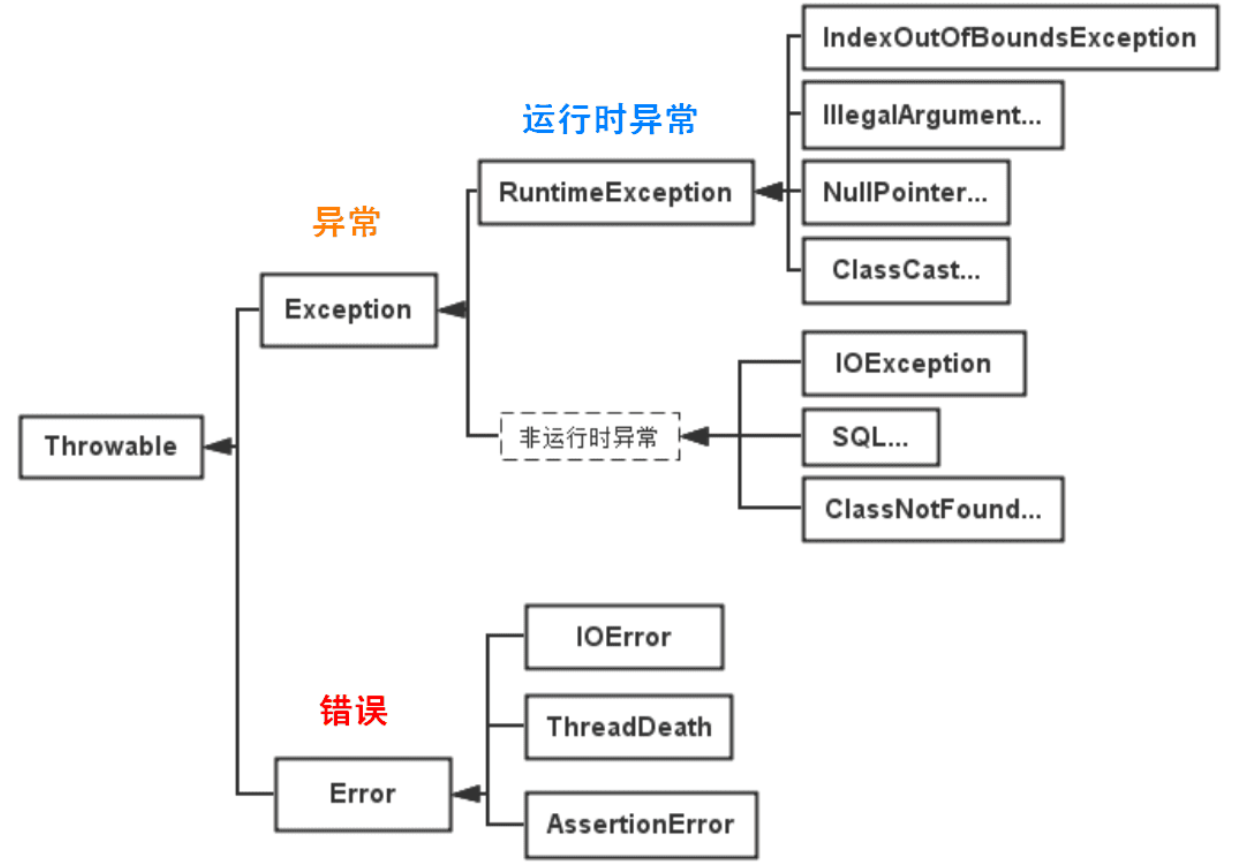 IndexOutOfBoundsException
运行时异常
IllegalArgument...
RuntimeException
NullPointer...
异常
ClassCast...
Exception
IOException
Throwable
非运行时异常
SQL...
ClassNotFound...
IOError
错误
ThreadDeath
Error
AssertionError